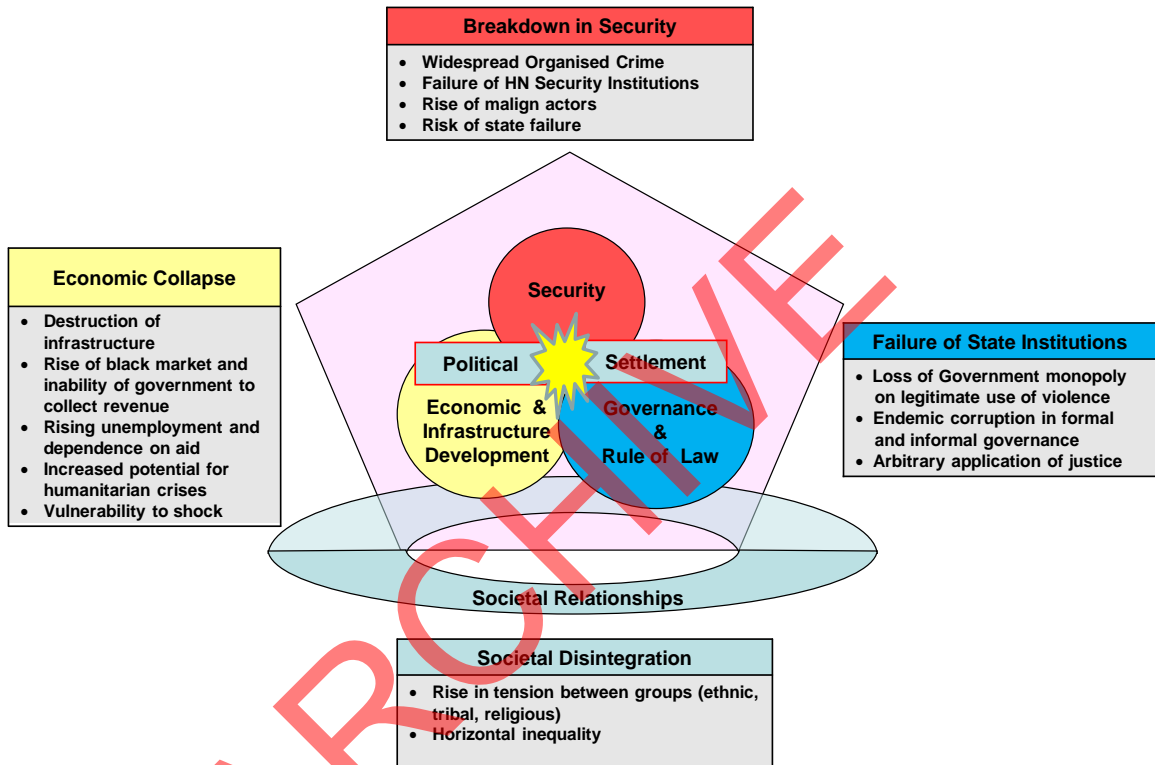 Breakdown in Security
• Widespread Organised Crime
• Failure of HN Security Institutions
• Rise of malign actors
• Risk of state failure
Economic Collapse
• Destruction of
infrastructure
• Rise of black market and
inability of government to
collect revenue
• Rising unemployment and
dependence on aid
• Increased potential for
humanitarian crises
• Vulnerability to shock
Security
Political
Settlement
Economic &
Infrastructure
Development
Governance
&
Rule of Law
Failure of State Institutions
• Loss of Government monopoly
on legitimate use of violence
• Endemic corruption in formal
and informal governance
• Arbitrary application of justice
Societal Relationships
Societal Disintegration
• Rise in tension between groups (ethnic,
tribal, religious)
• Horizontal inequality
RCHIVE